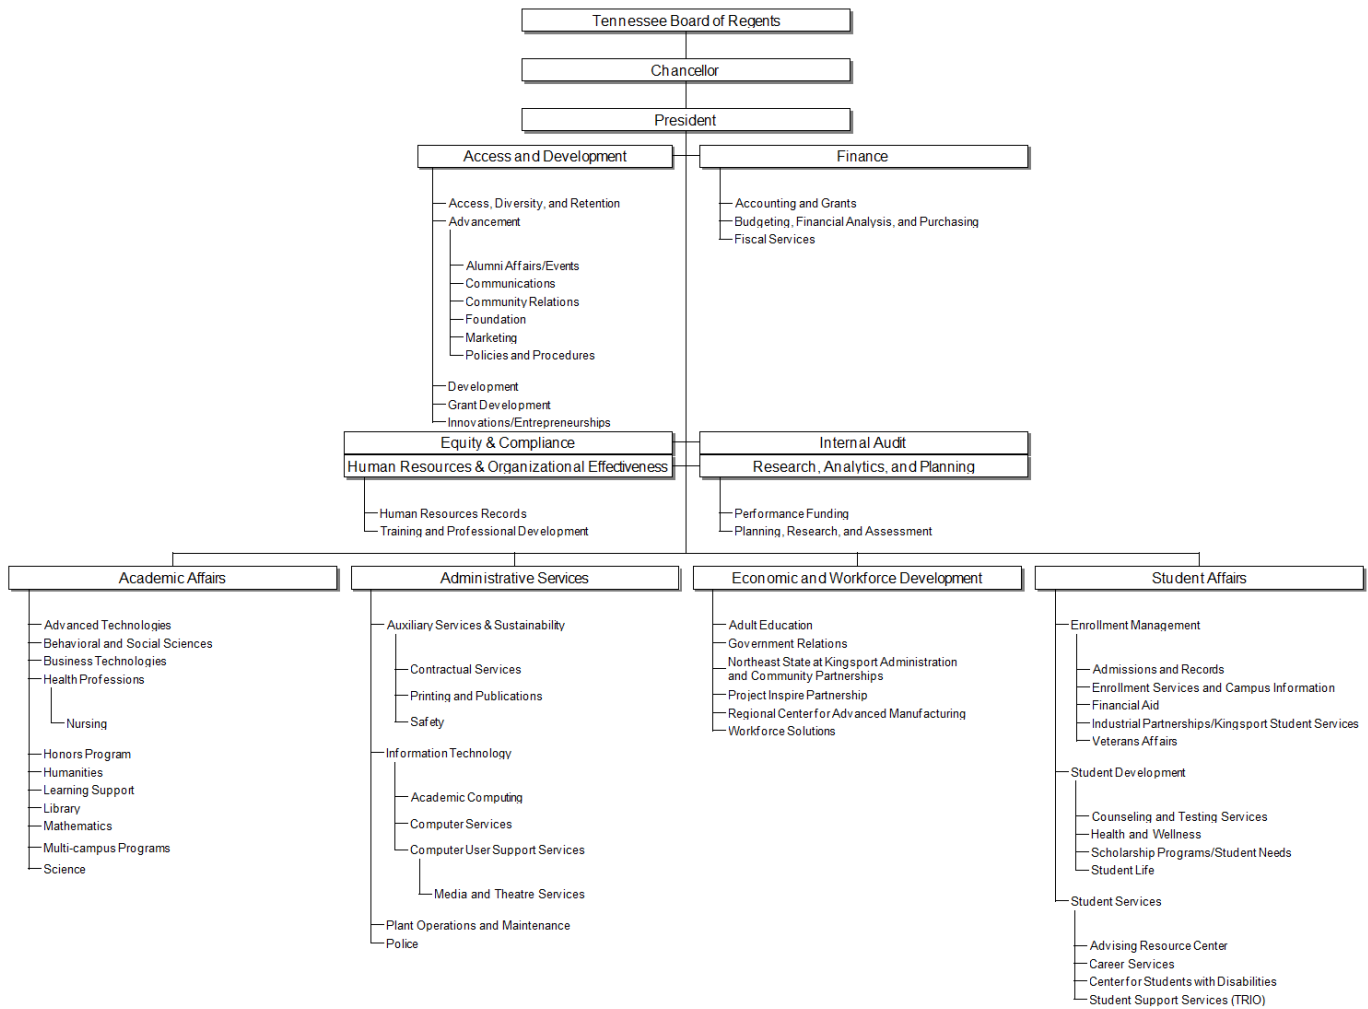 Tennessee Board of Regents
Chancellor
President
Access and Development
Access, Diversity, and Retention
Advancement
Alumni Affairs/Events
Communications
Community Relations
Foundation
Marketing
Policies and Procedures
Development
Grant Development
Innovations/Entrepreneurships
Finance
Accounting and Grants
Budgeting, Financial Analysis, and Purchasing
Fiscal Services
Equity & Compliance
Internal Audit
Human Resources & Organizational Effectiveness
Human Resources Records
Training and Professional Development
Research, Analytics, and Planning
Performance Funding
Planning, Research, and Assessment
Academic Affairs
Advanced Technologies
Behavioral and Social Sciences
Business Technologies
Health Professions
Nursing
Honors Program
Humanities
Learning Support
Library
Mathematics
Multi-campus Programs
Science
Administrative Services
Auxiliary Services & Sustainability
Contractual Services
Printing and Publications
Safety
Information Technology
Academic Computing
Computer Services
Computer User Support Services
Media and Theatre Services
Plant Operations and Maintenance
Police
Economic and Workforce Development
Adult Education
Government Relations
Northeast State at Kingsport Administration
and Community Partnerships
Project Inspire Partnership
Regional Center for Advanced Manufacturing
Workforce Solutions
Student Affairs
Enrollment Management
Admissions and Records
Enrollment Services and Campus Information
Financial Aid
Industrial Partnerships/Kingsport Student Services
Veterans Affairs
Student Development
Counseling and Testing Services
Health and Wellness
Scholarship Programs/Student Needs
Student Life
Student Services
Advising Resource Center
Career Services
Center for Students with Disabilities
Student Support Services (TRIO)